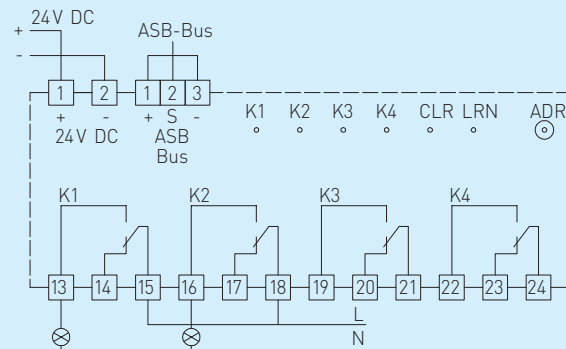 24V DC
+
ASB-Bus
-
1 2 1 2 3
+ - + S -
24V DC ASB
Bus
K1 K2 K3 K4 CLR LRN ADR
K1 K2 K3 K4
13 14 15 16 17 18 19 20 21 22 23 24
L
N